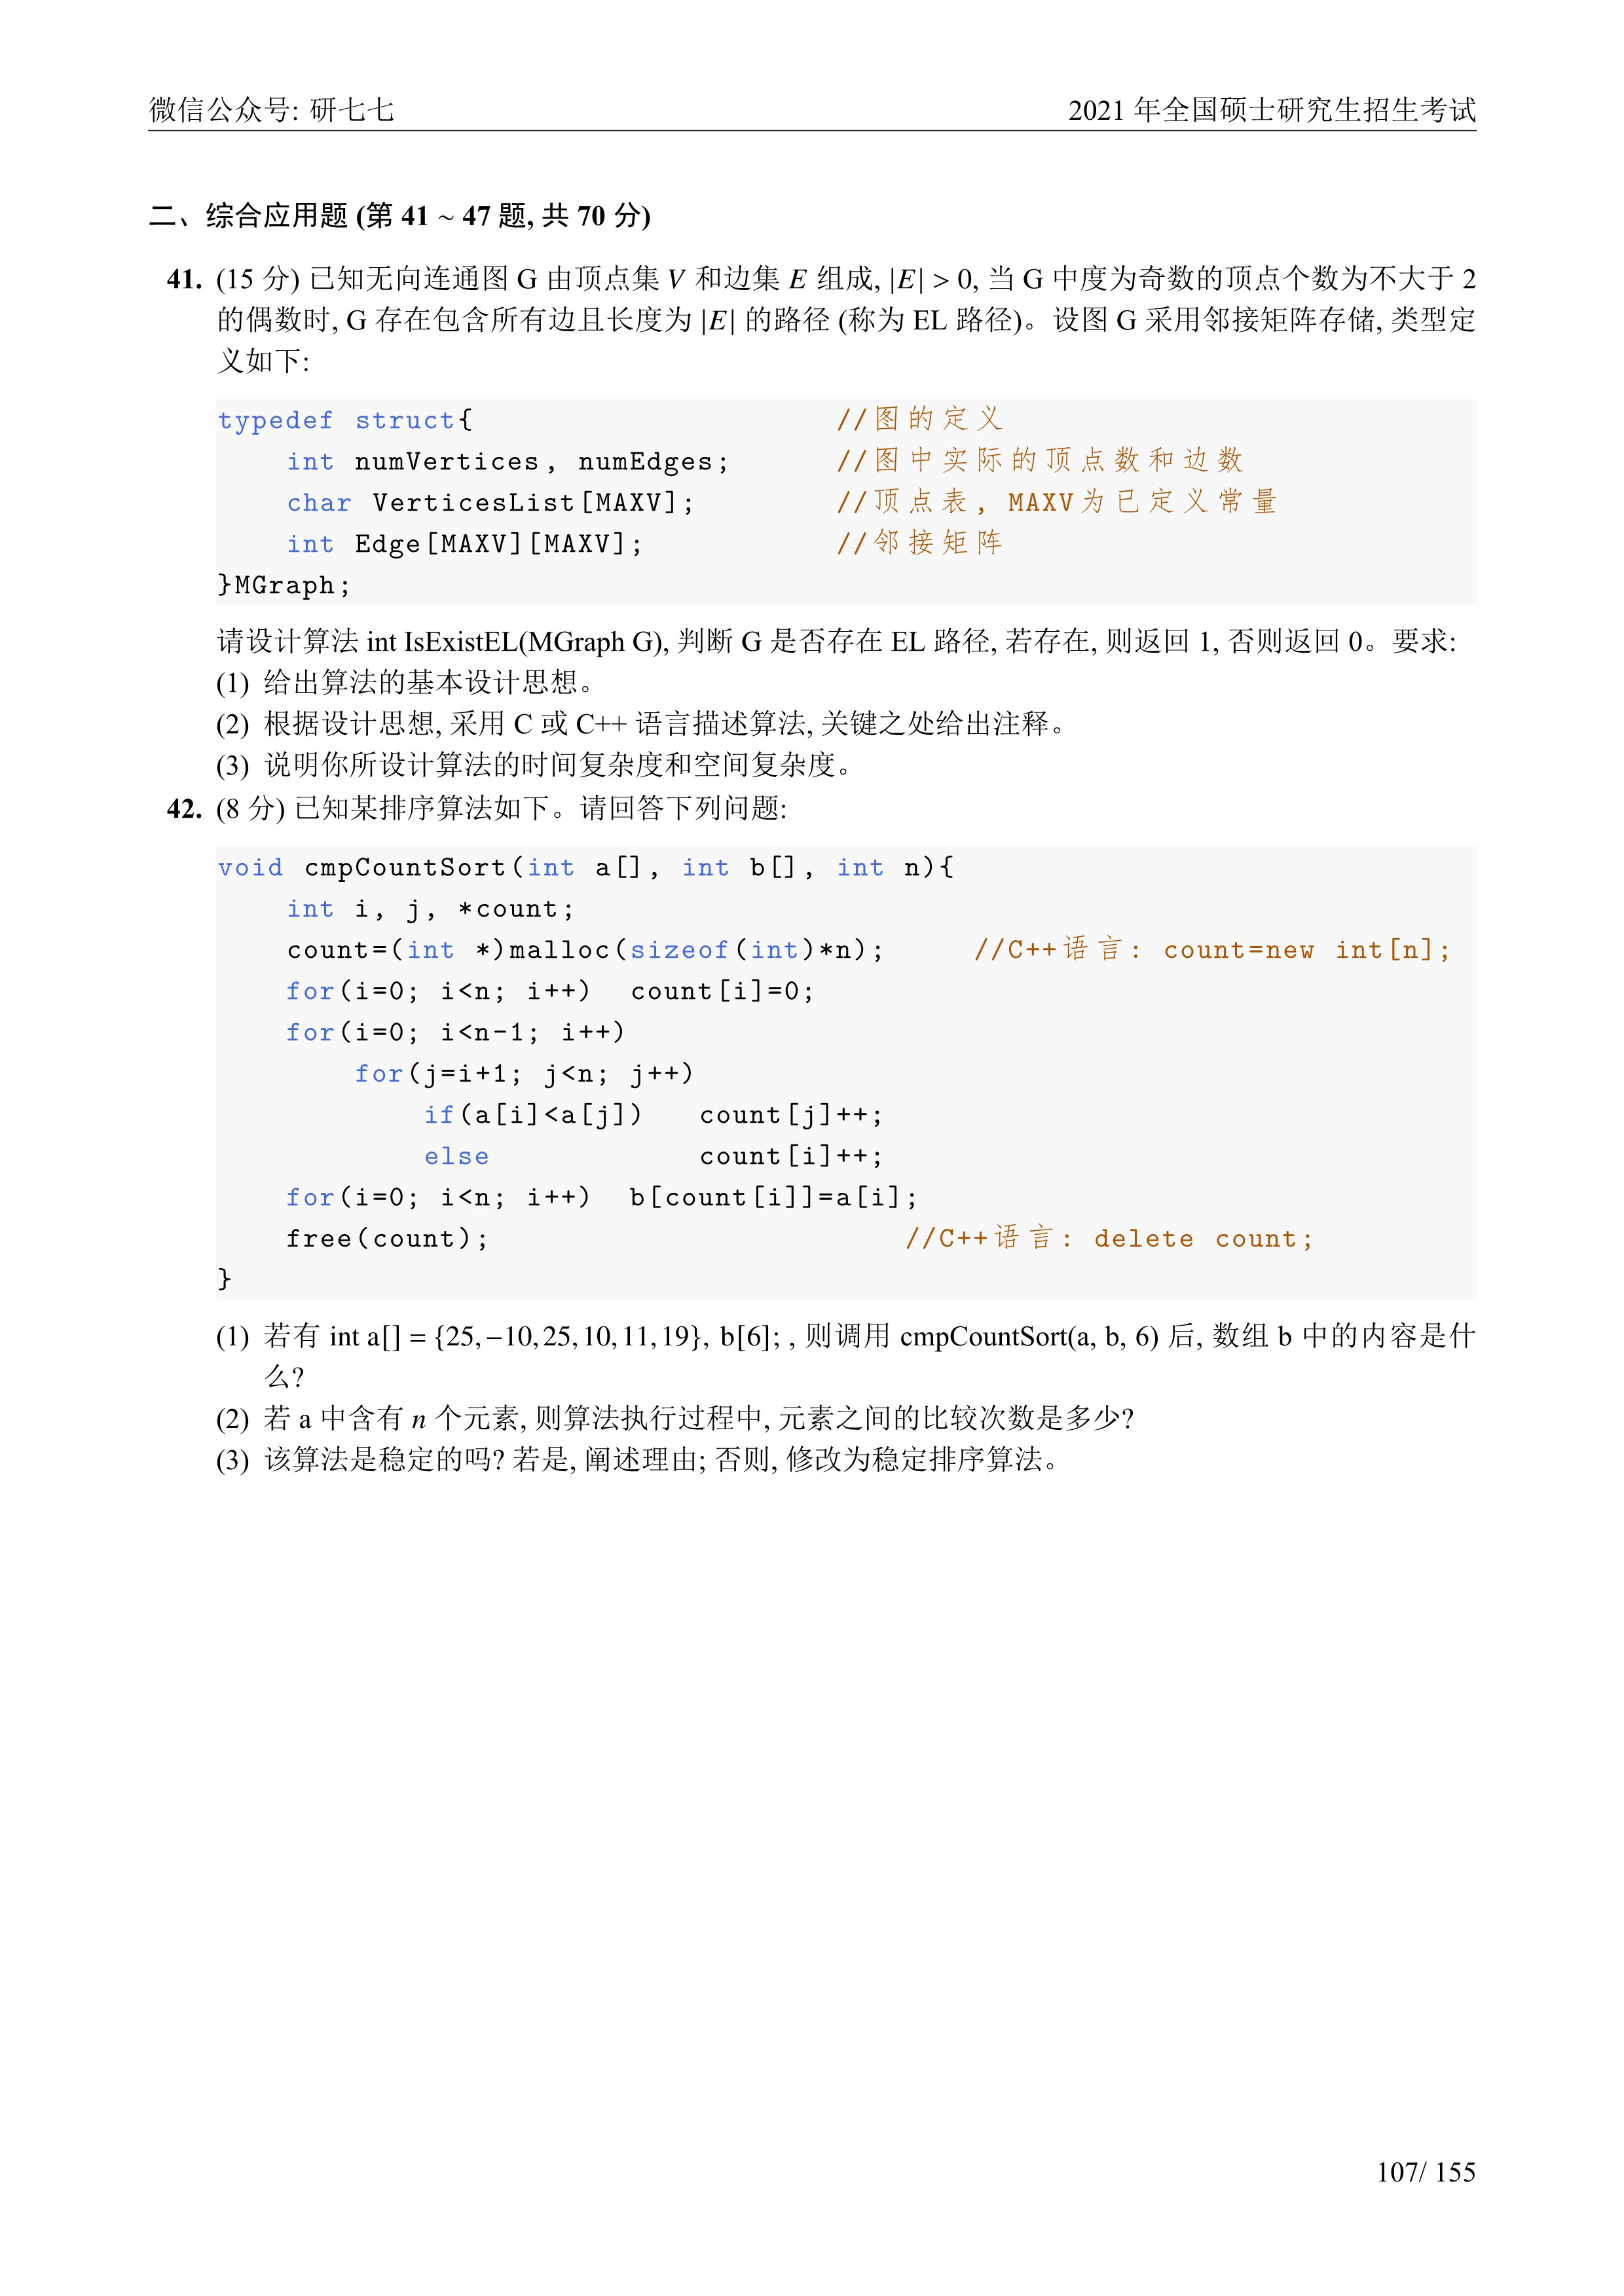 微信公众号: 研七七
2021 年全国硕士研究生招生考试
二、综合应用题 (第 41 ~ 47 题, 共 70 分)
41. (15 分) 已知无向连通图 G 由顶点集 V 和边集 E 组成, |E| > 0, 当 G 中度为奇数的顶点个数为不大于 2
的偶数时, G 存在包含所有边且长度为 |E| 的路径 (称为 EL 路径)。设图 G 采用邻接矩阵存储, 类型定
义如下:
typedef struct{ //图的定义
int numVertices, numEdges; //图中实际的顶点数和边数
char VerticesList[MAXV]; //顶点表, MAXV为已定义常量
int Edge[MAXV][MAXV]; //邻接矩阵
}MGraph;
请设计算法 int IsExistEL(MGraph G), 判断 G 是否存在 EL 路径, 若存在, 则返回 1, 否则返回 0。要求:
(1) 给出算法的基本设计思想。
(2) 根据设计思想, 采用 C 或 C++ 语言描述算法, 关键之处给出注释。
(3) 说明你所设计算法的时间复杂度和空间复杂度。
42. (8 分) 已知某排序算法如下。请回答下列问题:
void cmpCountSort(int a[], int b[], int n){
int i, j, *count;
count=(int *)malloc(sizeof(int)*n); //C++语言: count=new int[n];
for(i=0; i<n; i++) count[i]=0;
for(i=0; i<n-1; i++)
for(j=i+1; j<n; j++)
if(a[i]<a[j]) count[j]++;
else count[i]++;
for(i=0; i<n; i++) b[count[i]]=a[i];
free(count); //C++语言: delete count;
}
(1) 若有 int a[] = {25, −10, 25, 10, 11, 19}, b[6]; , 则调用 cmpCountSort(a, b, 6) 后, 数组 b 中的内容是什
么?
(2) 若 a 中含有 n 个元素, 则算法执行过程中, 元素之间的比较次数是多少?
(3) 该算法是稳定的吗? 若是, 阐述理由; 否则, 修改为稳定排序算法。
107/ 155